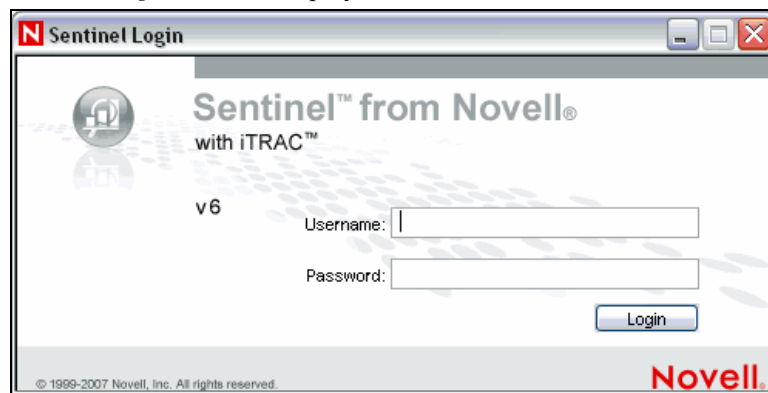 N Sentinel Login
Sentinel™ from Novell®
with iTRAC™
v6
Username:
Password:
Login
© 1999-2007 Novell, Inc. All rights reserved.
Novell®